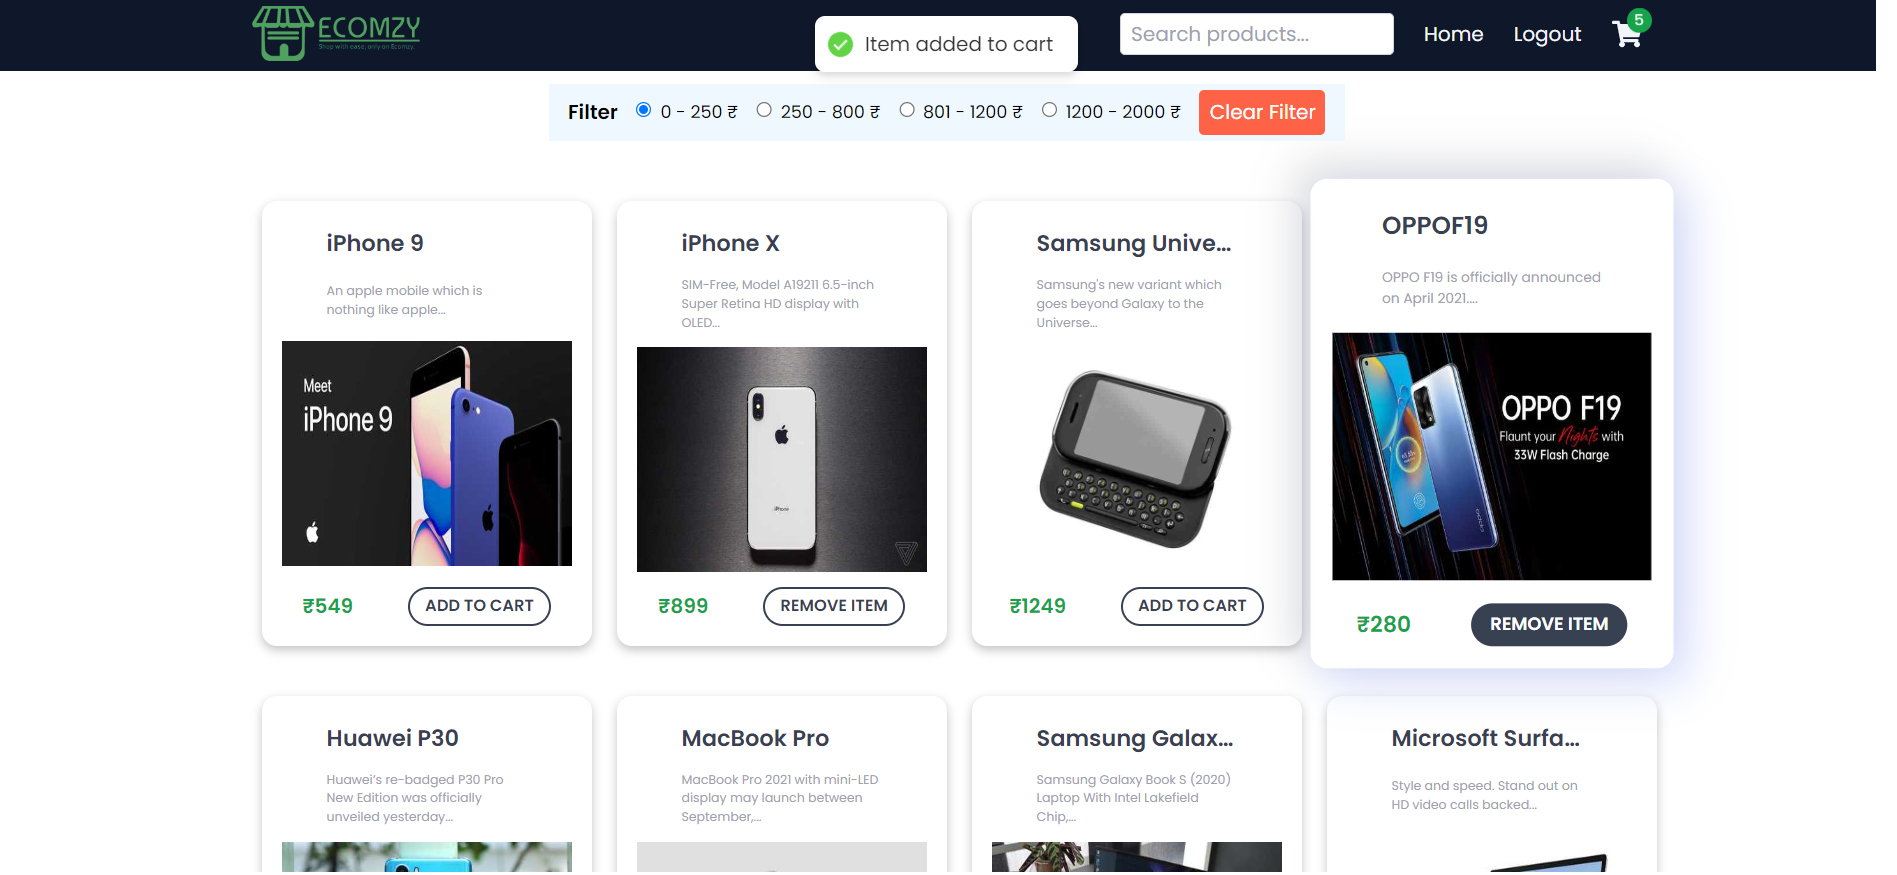 ECOMZY
Shop with ease, only on Ecomzy.
Item added to cart
Search products...
Home
Logout
5
Filter
0 - 250 ₹
250 - 800 ₹
801 - 1200 ₹
1200 - 2000 ₹
Clear Filter
iPhone 9
An apple mobile which is
nothing like apple...
Meet
iPhone 9
₹549
ADD TO CART
iPhone X
SIM-Free, Model A19211 6.5-inch
Super Retina HD display with
OLED...
iPhone
₹899
REMOVE ITEM
Samsung Unive...
Samsung's new variant which
goes beyond Galaxy to the
Universe...
₹1249
ADD TO CART
OPPOF19
OPPO F19 is officially announced
on April 2021....
OPPO F19
Flaunt your Nights with
33W Flash Charge
oppo
₹280
REMOVE ITEM
Huawei P30
Huawei's re-badged P30 Pro
New Edition was officially
unveiled yesterday...
MacBook Pro
MacBook Pro 2021 with mini-LED
display may launch between
September,...
Samsung Galax...
Samsung Galaxy Book S (2020)
Laptop With Intel Lakefield
Chip,...
Microsoft Surfa...
Style and speed. Stand out on
HD video calls backed...